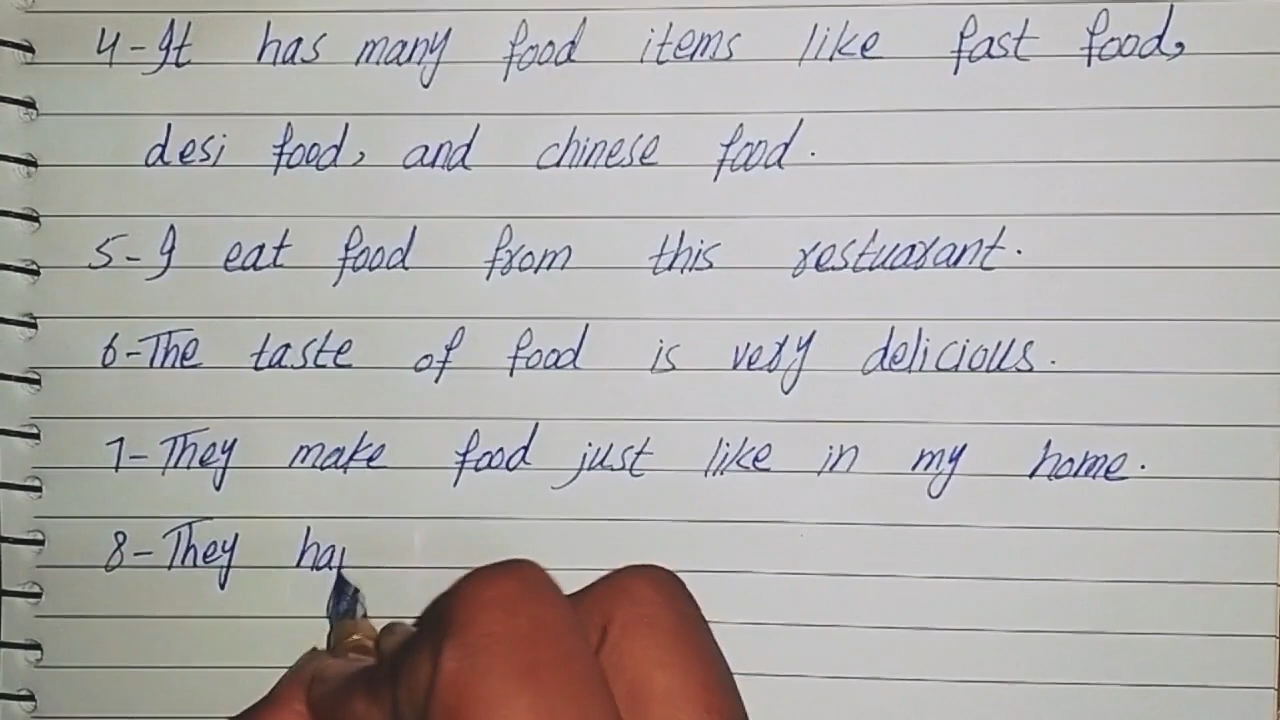 4-It has many food items like fast food,
desi food, and chinese food.
5-I eat food from this restuarant.
6-The taste of food is very delicious.
7-They make food just like in my home.
8-They ha